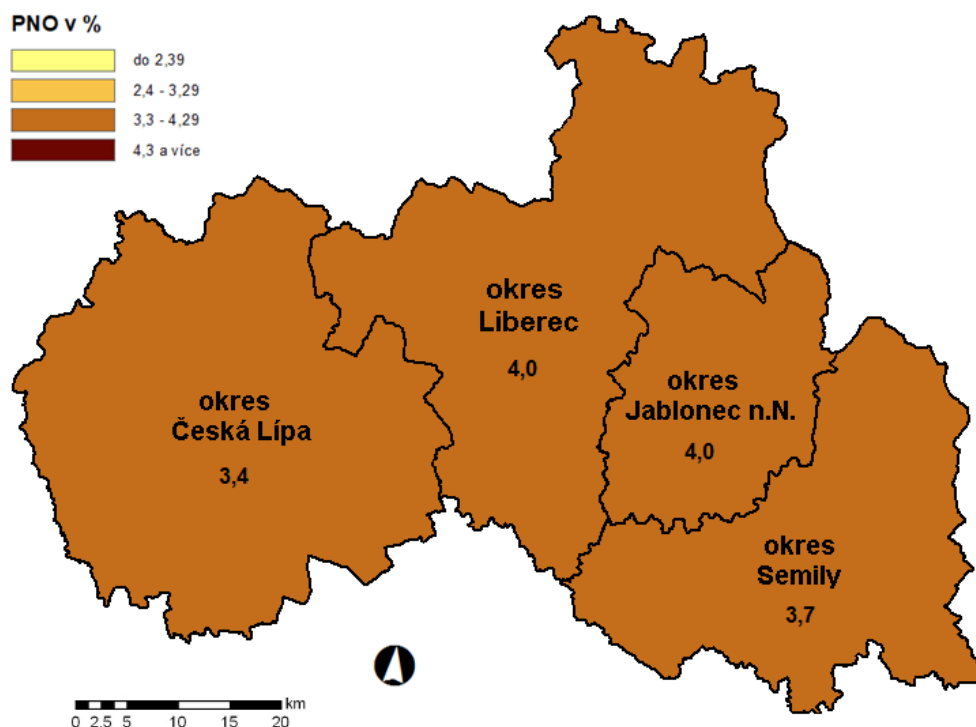 PNO v %
do 2,39
2,4 - 3,29
3,3 - 4,29
4,3 a více
okres
Liberec
4,0
okres
Jablonec n.N.
4,0
okres
Česká Lípa
3,4
okres
Semily
3,7
km
0 2,5 5 10 15 20